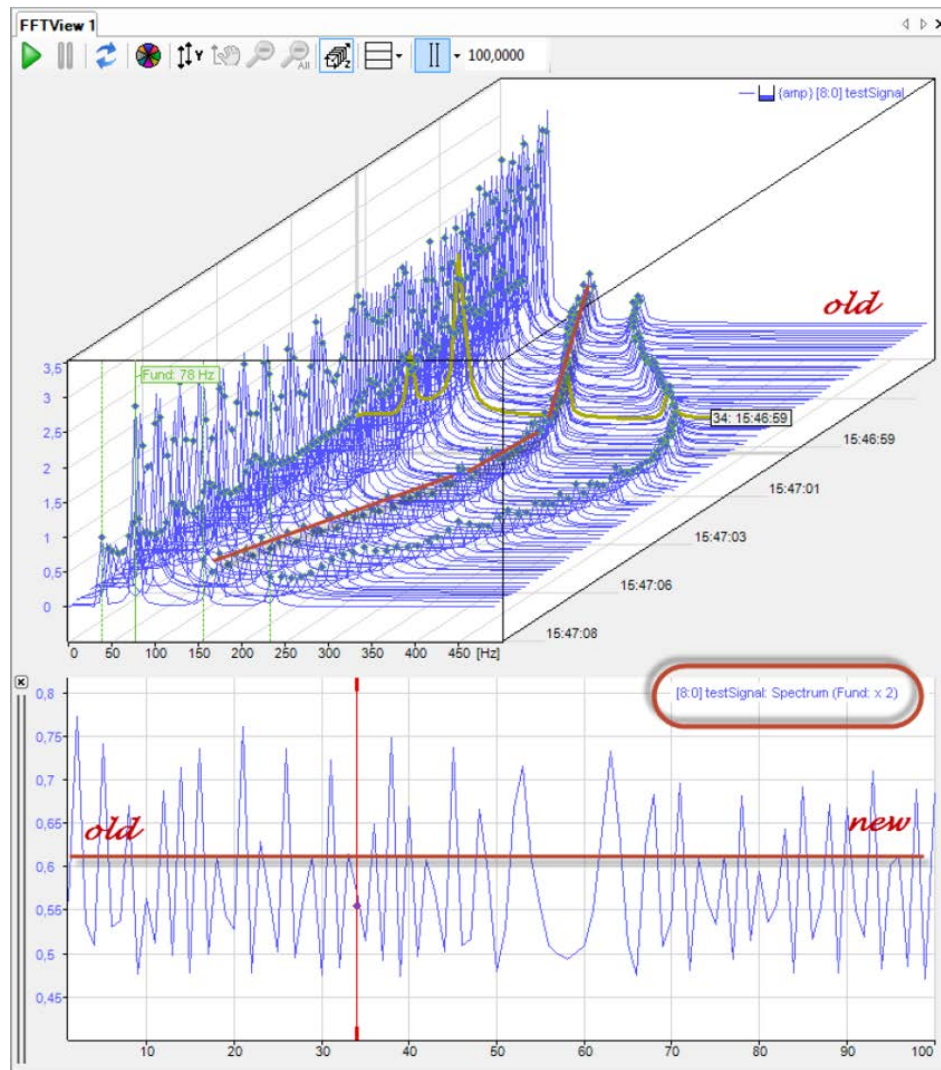 FFTView 1
Y All z 100,0000
(amp) [8:0] testSignal
old
3,5
Fund: 78 Hz
3
2,5
34: 15:46:59
15:46:59
2
1,5
15:47:01
1
15:47:03
0,5
15:47:06
0
15:47:08
0 50 100 150 200 250 300 350 400 450 [Hz]
0,8
[8:0] testSignal: Spectrum (Fund: x 2)
0,75
0,7
0,65
old new
0,6
0,55
0,5
0,45
10 20 30 40 50 60 70 80 90 100